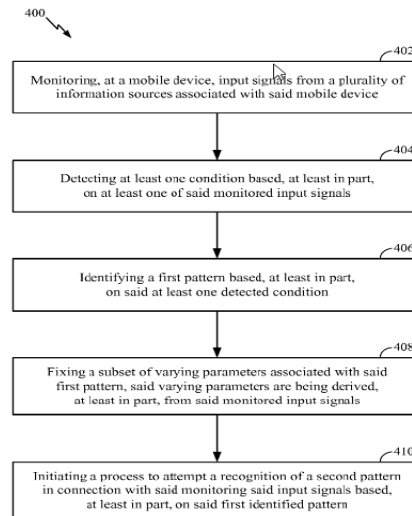 400
402
Monitoring, at a mobile device, input signals from a plurality of
information sources associated with said mobile device
404
Detecting at least one condition based, at least in part,
on at least one of said monitored input signals
406
Identifying a first pattern based, at least in part,
on said at least one detected condition
408
Fixing a subset of varying parameters associated with said
first pattern, said varying parameters are being derived,
at least in part, from said monitored input signals
410
Initiating a process to attempt a recognition of a second pattern
in connection with said monitoring said input signals based,
at least in part, on said first identified pattern